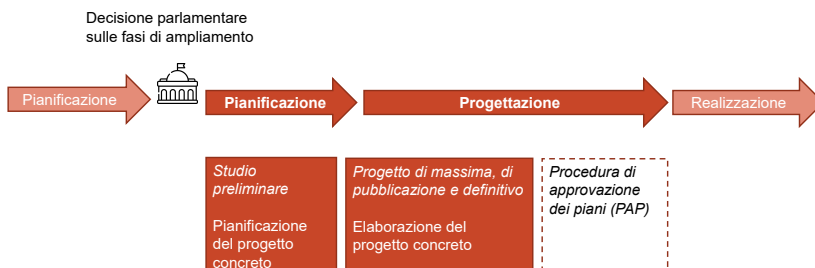 Decisione parlamentare
sulle fasi di ampliamento
Pianificazione
Pianificazione
Progettazione
Realizzazione
Studio
preliminare
Pianificazione
del progetto
concreto
Progetto di massima, di
pubblicazione e definitivo
Elaborazione del
progetto concreto
Procedura di
approvazione
dei piani (PAP)